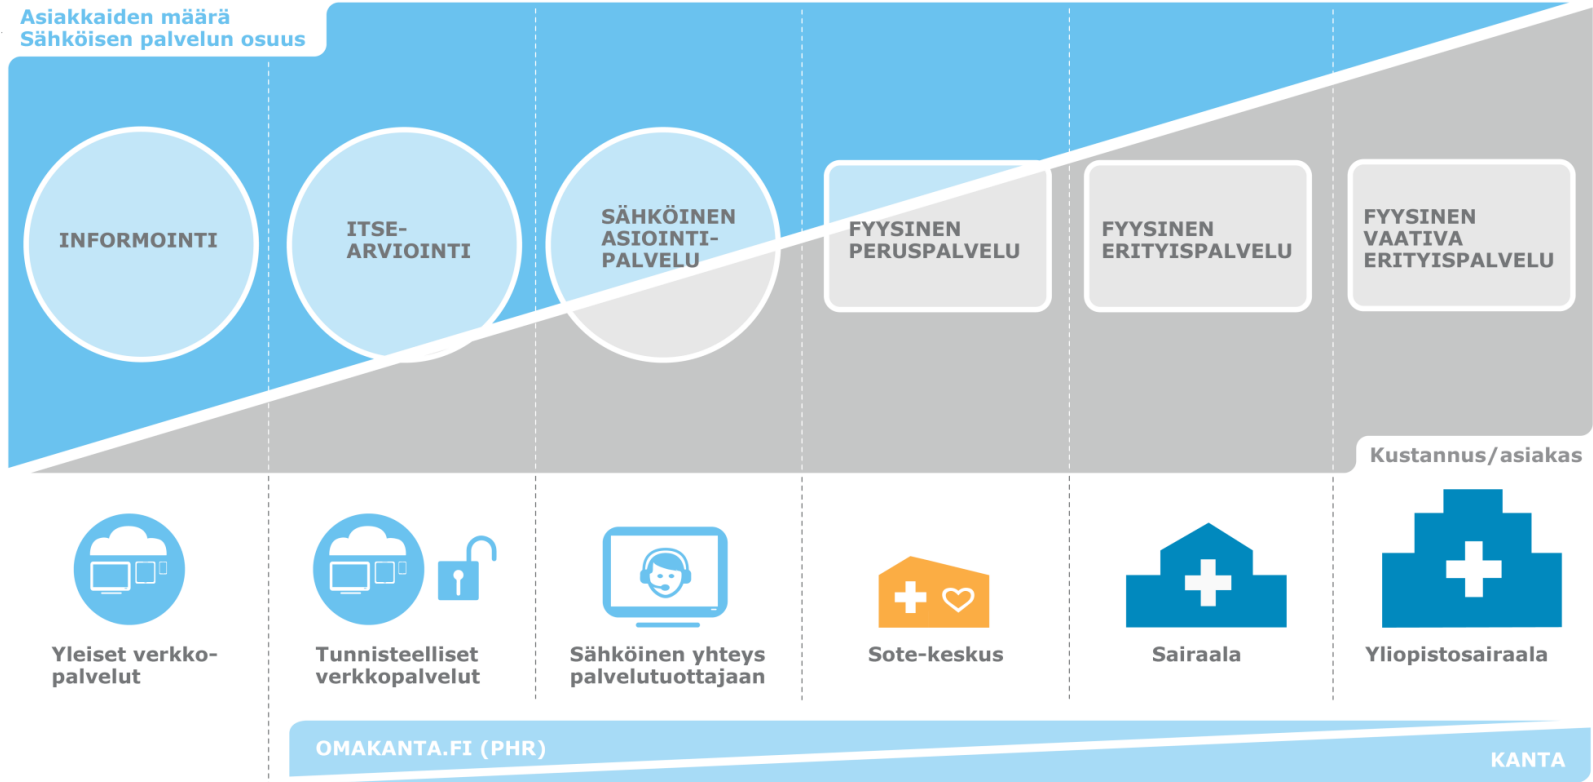 Asiakkaiden määrä
Sähköisen palvelun osuus
INFORMOINTI
ITSE-
ARVIOINTI
SÄHKÖINEN
ASIOINTI-
PALVELU
FYYSINEN
PERUSPALVELU
FYYSINEN
ERITYISPALVELU
FYYSINEN
VAATIVA
ERITYISPALVELU
Kustannus/asiakas
Yleiset verkko-
palvelut
Tunnisteelliset
verkkopalvelut
Sähköinen yhteys
palvelutuottajaan
Sote-keskus
Sairaala
Yliopistosairaala
OMAKANTA.FI (PHR)
KANTA